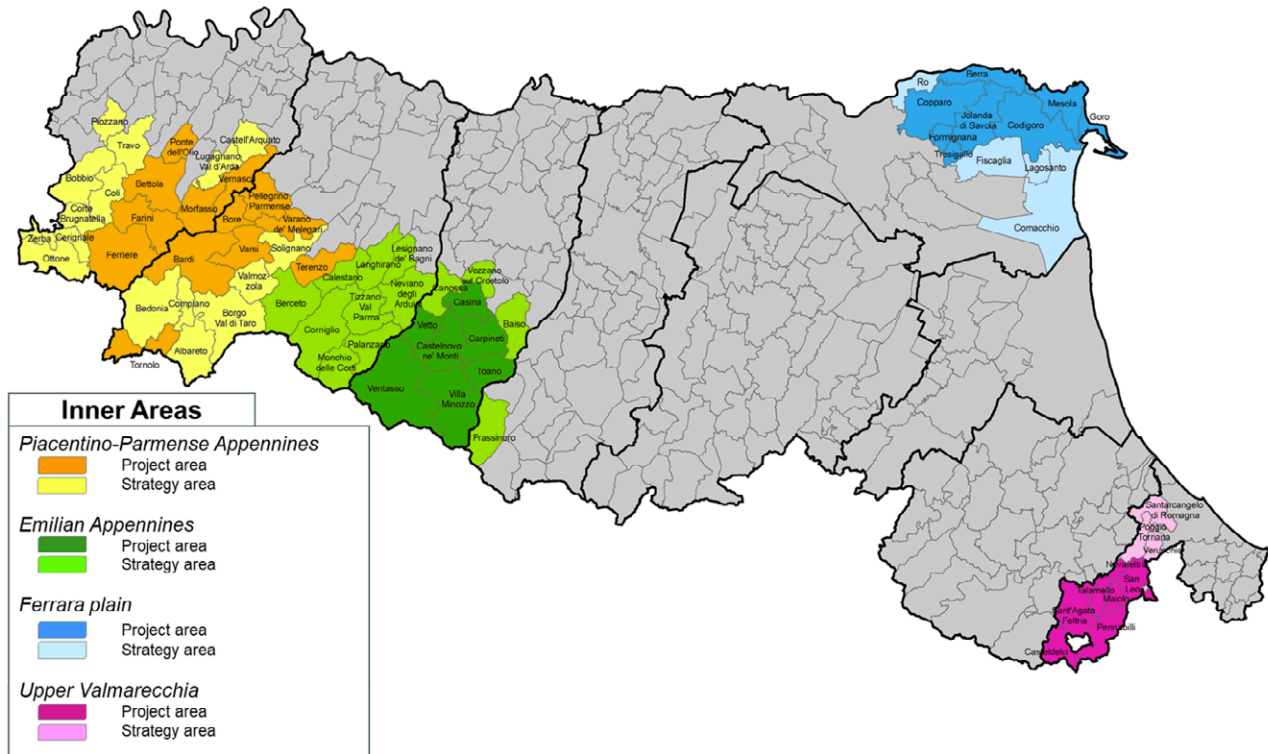 Piozzano
Travo
Bobbio
Coli
Corte
Brugnatella
Zerba
Cerignale
Ottone
Ponte
dell'Olio
Castell'Arquato
Lugagnano
Val d'Arda
Vernasca
Bettola
Morfasso
Farini
Ferriere
Bore
Pellegrino
Parmense
Varano
de' Melegari
Varsi
Bardi
Solignano
Terenzo
Valmoz-
zola
Bedonia
Compiano
Borgo
Val di Taro
Albareto
Tornolo
Lesignano
de' Bagni
Langhirano
Calestano
Neviano
degli
Arduini
Berceto
Tizzano
Val
Parma
Corniglio
Palanzano
Monchio
delle Corti
Vezzano
sul Crostolo
Canossa
Casina
Baiso
Vetto
Carpineti
Castelnovo
ne' Monti
Toano
Ventasso
Villa
Minozzo
Frassinoro
Ro
Berra
Copparo
Mesola
Goro
Jolanda
di Savoia
Codigoro
Formignana
Tresigallo
Fiscaglia
Lagosanto
Comacchio
Santarcangelo
di Romagna
Poggio
Torriana
Verucchio
Novafeltria
San
Leo
Talamello
Maiolo
Sant'Agata
Feltria
Pennabilli
Casteldelci
Inner Areas
Piacentino-Parmense Appennines
Project area
Strategy area
Emilian Appennines
Project area
Strategy area
Ferrara plain
Project area
Strategy area
Upper Valmarecchia
Project area
Strategy area